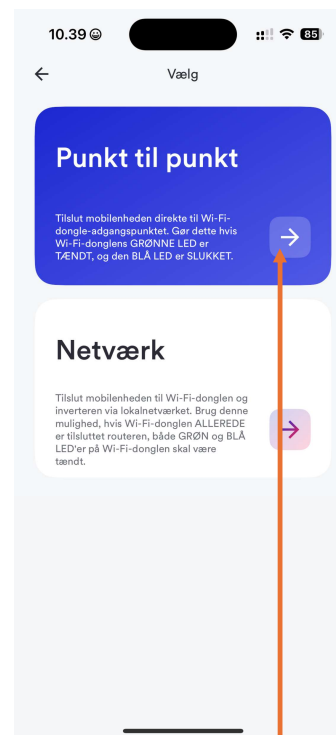 10.39
85
Vælg
Punkt til punkt
Tilslut mobilenheden direkte til Wi-Fi-
dongle-adgangspunktet. Gør dette hvis
Wi-Fi-donglens GRØNNE LED er
TÆNDT, og den BLÅ LED er SLUKKET.
Netværk
Tilslut mobilenheden til Wi-Fi-donglen og
inverteren via lokalnetværket. Brug denne
mulighed, hvis Wi-Fi-donglen ALLEREDE
er tilsluttet routeren, både GRØN og BLÅ
LED'er på Wi-Fi-donglen skal være
tændt.